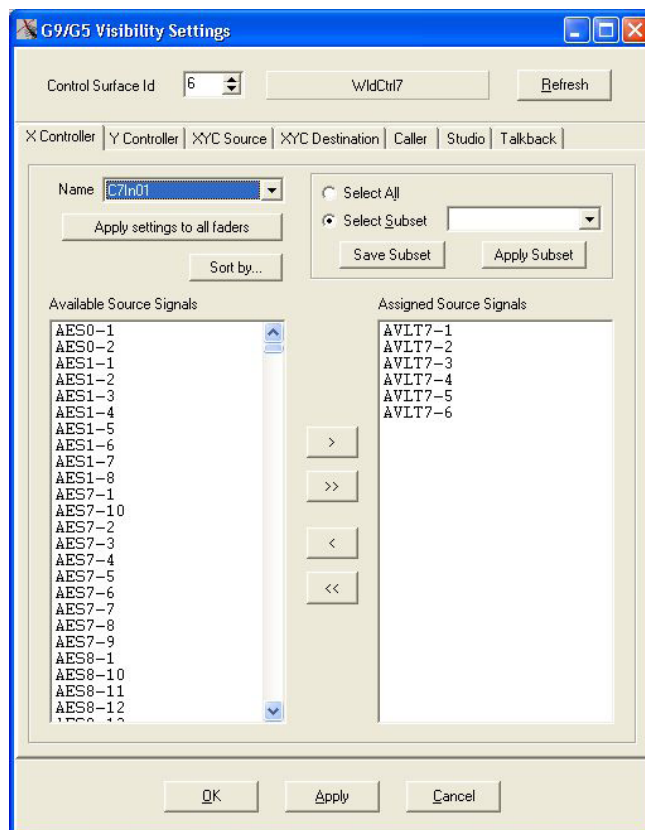 G9/G5 Visibility Settings
Control Surface Id 6 WldCtrl7 Refresh
X Controller Y Controller XYC Source XYC Destination Caller Studio Talkback
Name C7In01
Apply settings to all faders
Sort by...
Select All
Select Subset
Save Subset Apply Subset
Available Source Signals
AES0-1
AES0-2
AES1-1
AES1-2
AES1-3
AES1-4
AES1-5
AES1-6
AES1-7
AES1-8
AES7-1
AES7-10
AES7-2
AES7-3
AES7-4
AES7-5
AES7-6
AES7-7
AES7-8
AES7-9
AES8-1
AES8-10
AES8-11
AES8-12
Assigned Source Signals
AVLT7-1
AVLT7-2
AVLT7-3
AVLT7-4
AVLT7-5
AVLT7-6
>
>>
<
<<
OK Apply Cancel